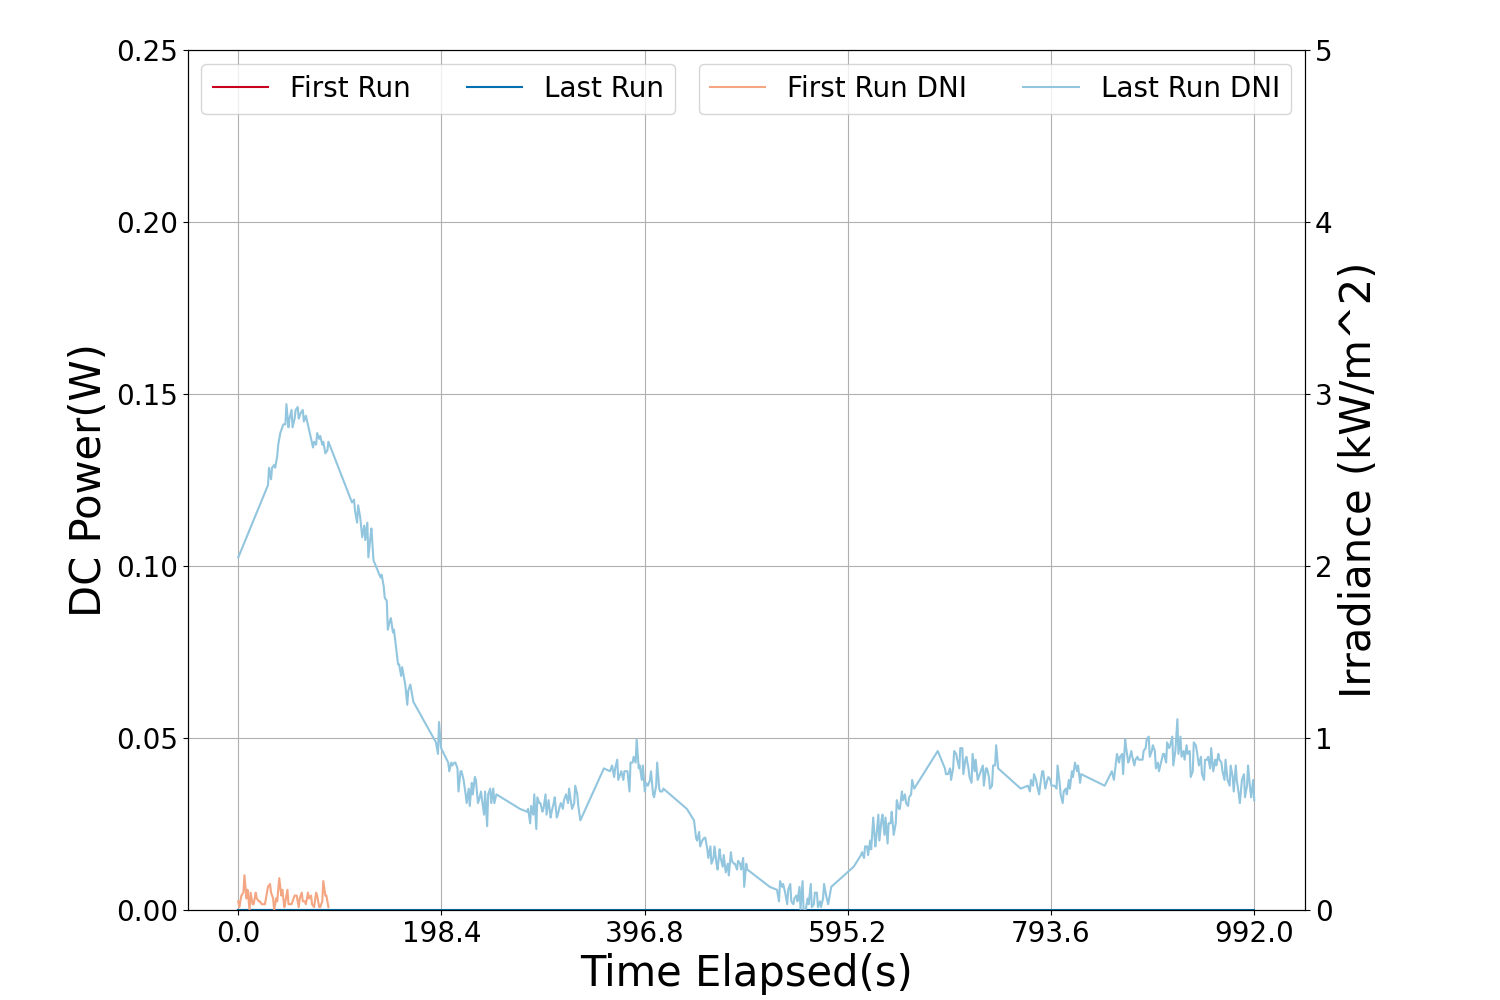 First Run
Last Run
First Run DNI
Last Run DNI
0.25
0.20
0.15
0.10
0.05
0.00
DC Power(W)
5
4
3
2
1
0
Irradiance (kW/m^2)
0.0
198.4
396.8
595.2
793.6
992.0
Time Elapsed(s)